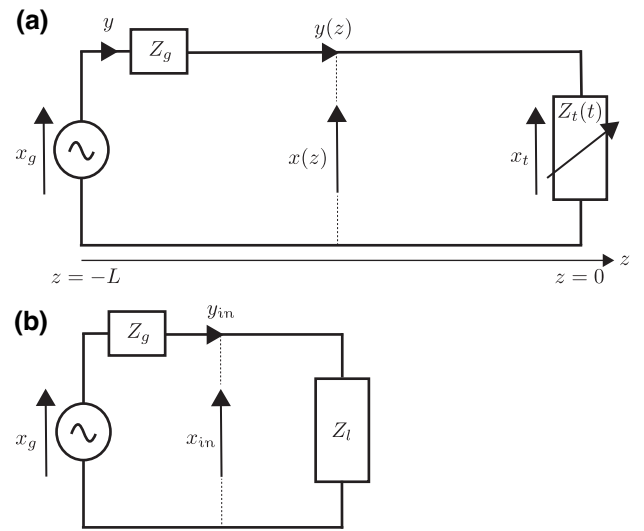 (a)
y
Z_g
y(z)
x_g
x(z)
x_t
Z_t(t)
z = −L
z = 0
z
(b)
Z_g
y_in
x_g
x_in
Z_l